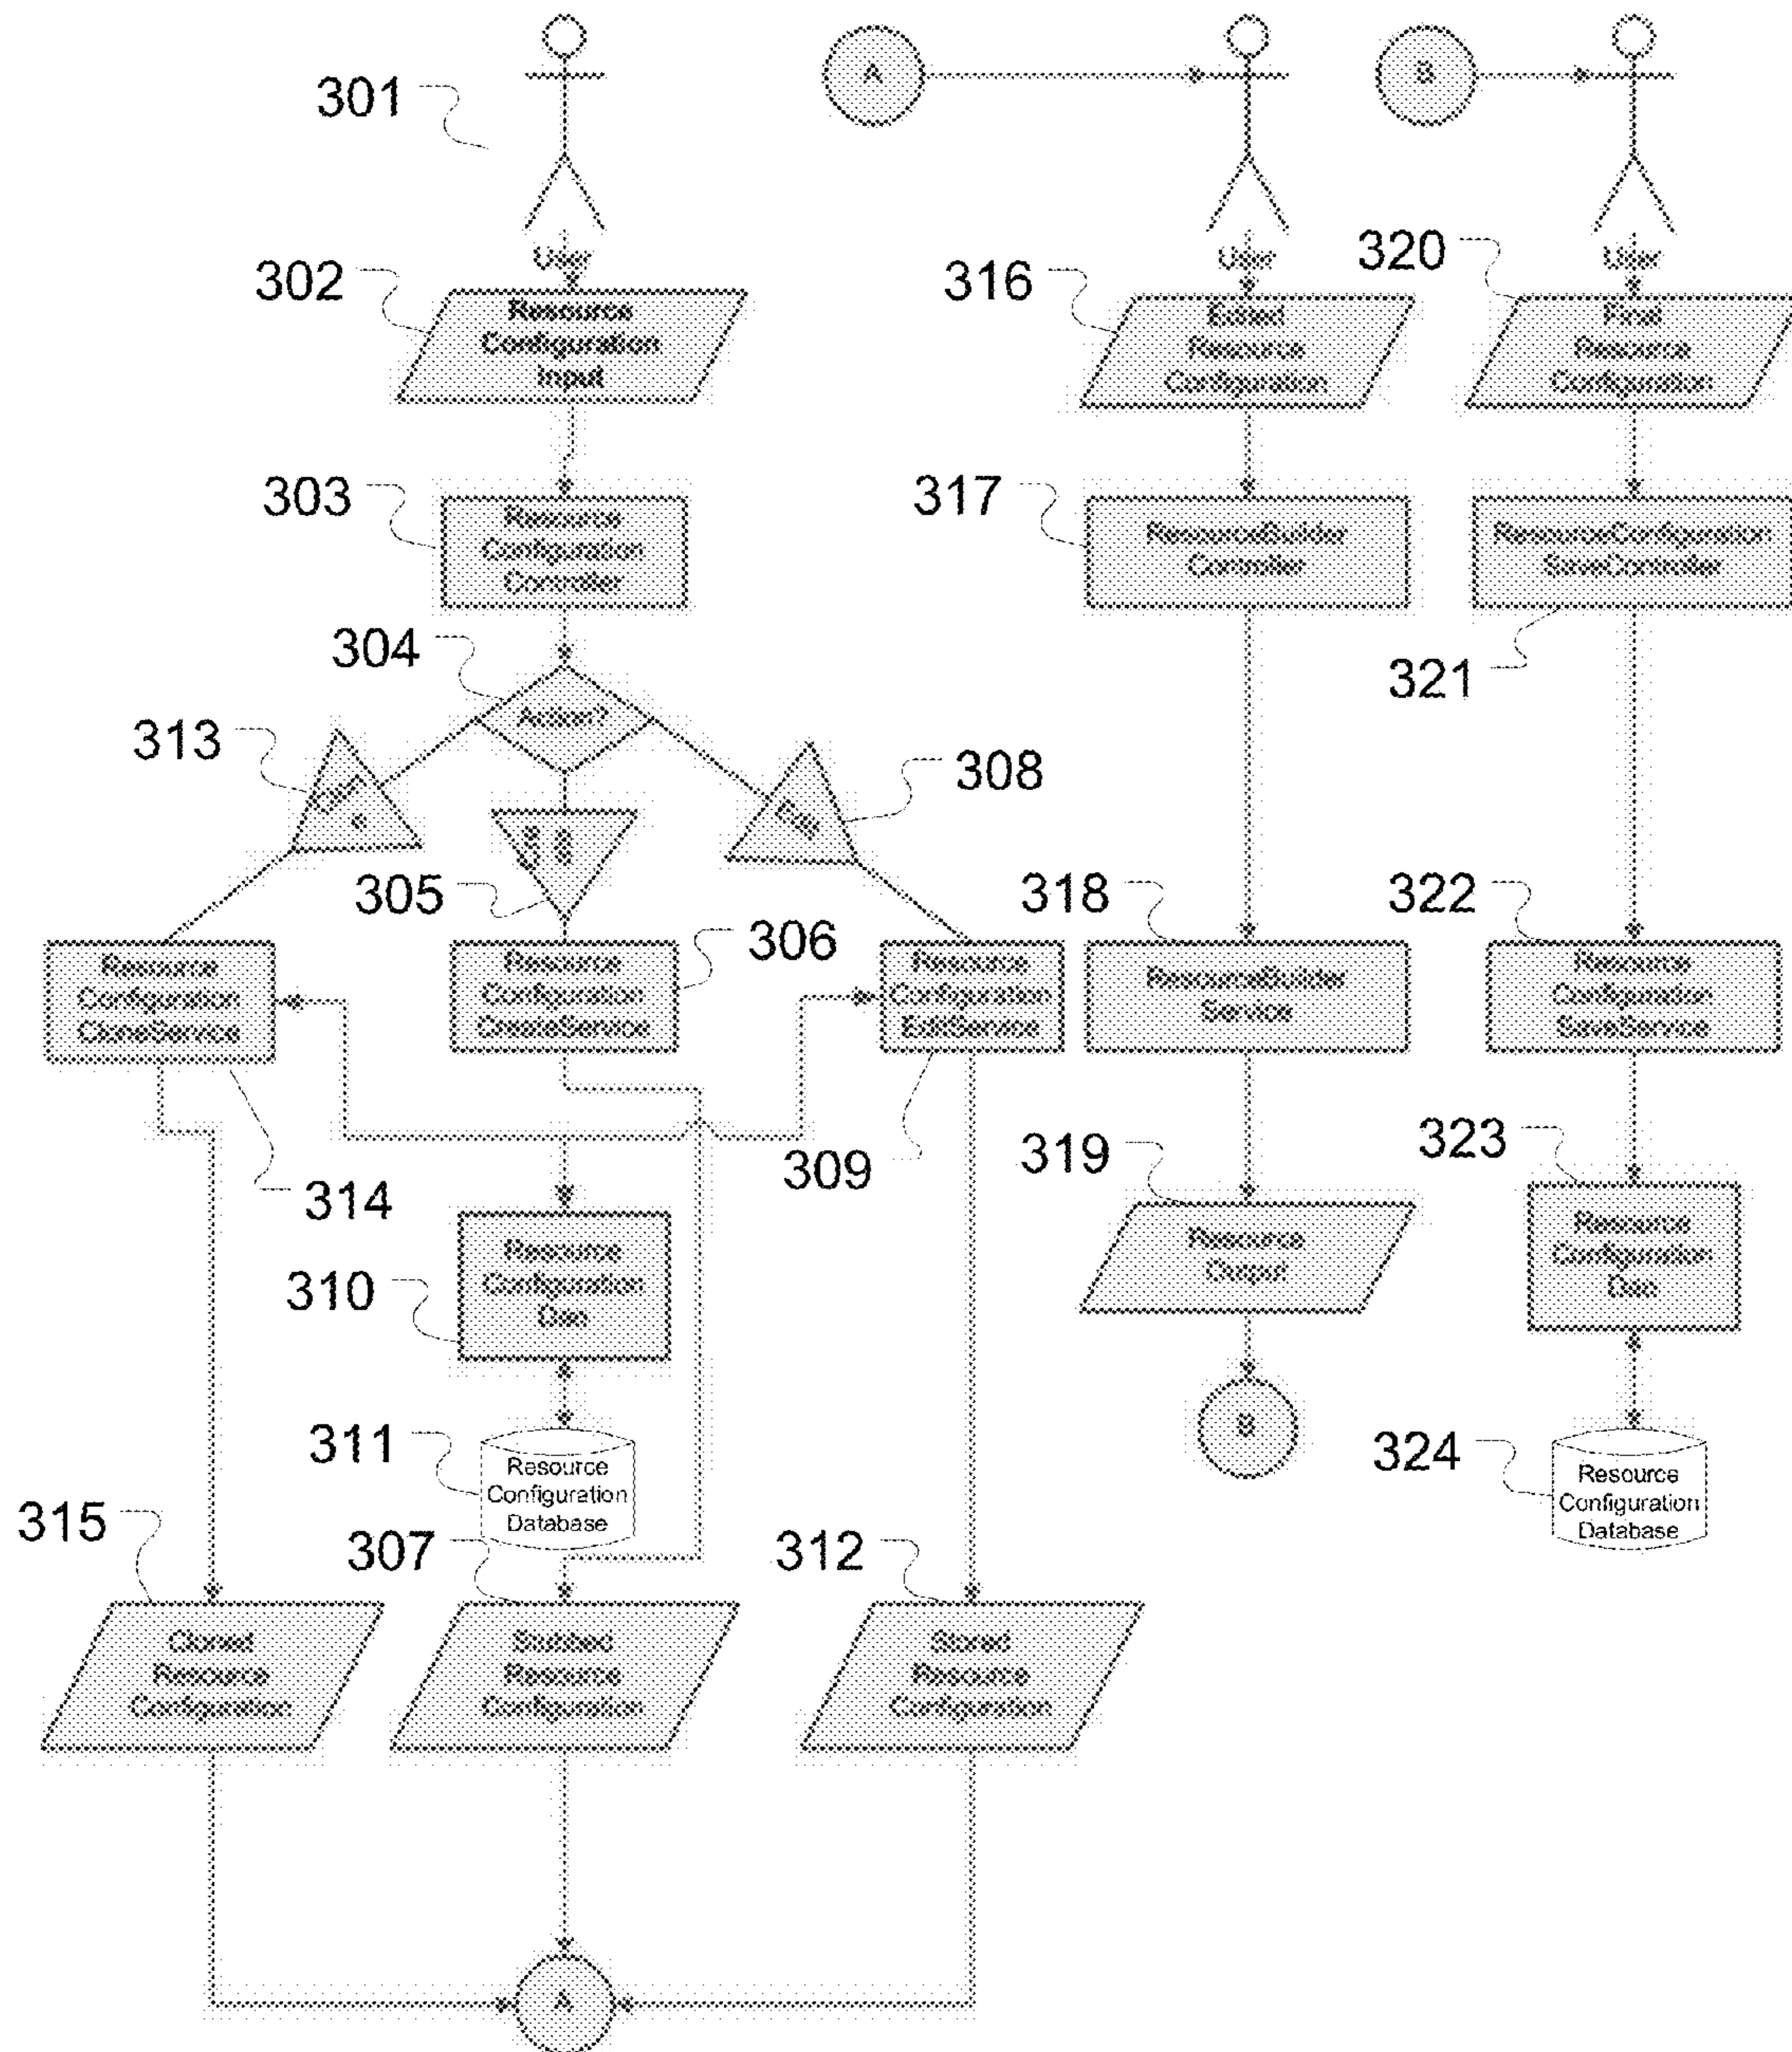 301
User
302
Resource
Configuration
Input
303
Resource
Configuration
Controller
304
Action?
313
308
Edit
305
306
Resource
Configuration
CloneService
Resource
Configuration
CreateService
Resource
Configuration
EditService
314
309
310
Resource
Configuration
Dao
311
Resource
Configuration
Database
315
307
312
Cloned
Resource
Configuration
Stubbed
Resource
Configuration
Stored
Resource
Configuration
A
A
User
316
Edited
Resource
Configuration
317
ResourceBuilder
Controller
318
ResourceBuilder
Service
319
Resource
Output
B
B
User
320
Final
Resource
Configuration
ResourceConfiguration
SaveController
321
322
Resource
Configuration
SaveService
323
Resource
Configuration
Dao
324
Resource
Configuration
Database